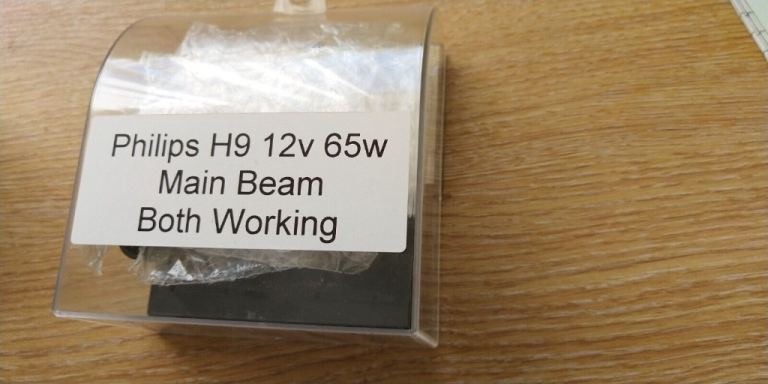 Philips H9 12v 65w
Main Beam
Both Working